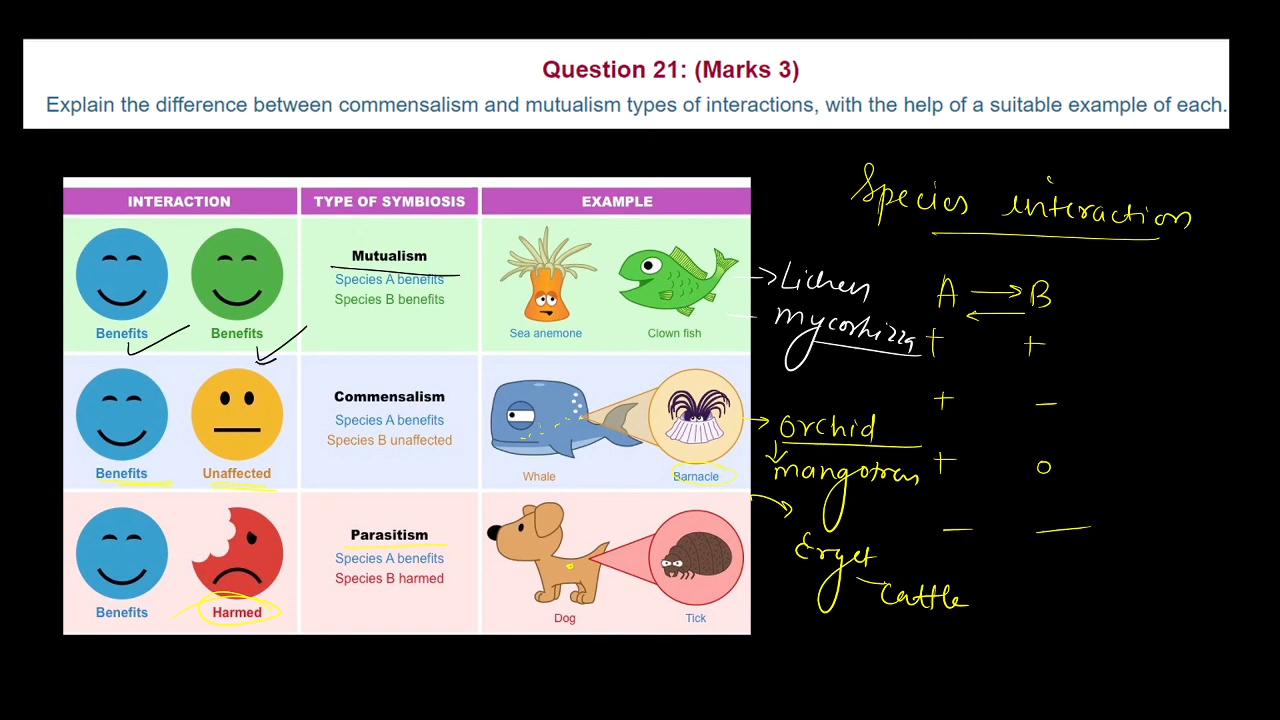 Question 21: (Marks 3)
Explain the difference between commensalism and mutualism types of interactions, with the help of a suitable example of each.
INTERACTION TYPE OF SYMBIOSIS EXAMPLE
Mutualism
Species A benefits
Species B benefits
Benefits Benefits
Sea anemone Clown fish
Commensalism
Species A benefits
Species B unaffected
Benefits Unaffected
Whale Barnacle
Parasitism
Species A benefits
Species B harmed
Benefits Harmed
Dog Tick
Species interaction
Lichen
mycorhizza
A B
+ +
+ -
+ 0
- -
orchid
mangotree
Erget
cattle